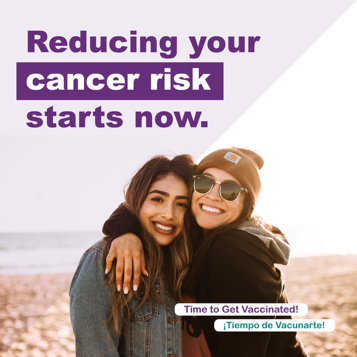 Reducing your
cancer risk
starts now.
Time to Get Vaccinated!
¡Tiempo de Vacunarte!